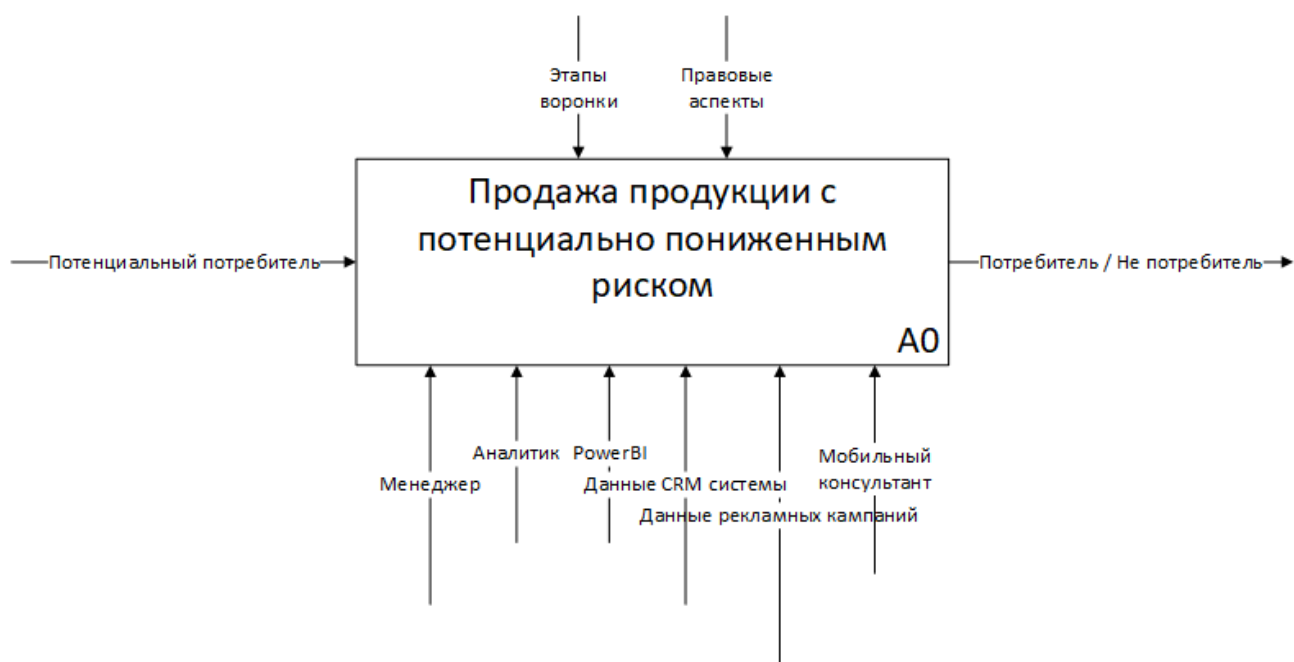 Этапы
воронки
Правовые
аспекты
Продажа продукции с
потенциально пониженным
риском
A0
Потенциальный потребитель
Потребитель / Не потребитель
Менеджер
Аналитик
PowerBI
Данные CRM системы
Данные рекламных кампаний
Мобильный
консультант